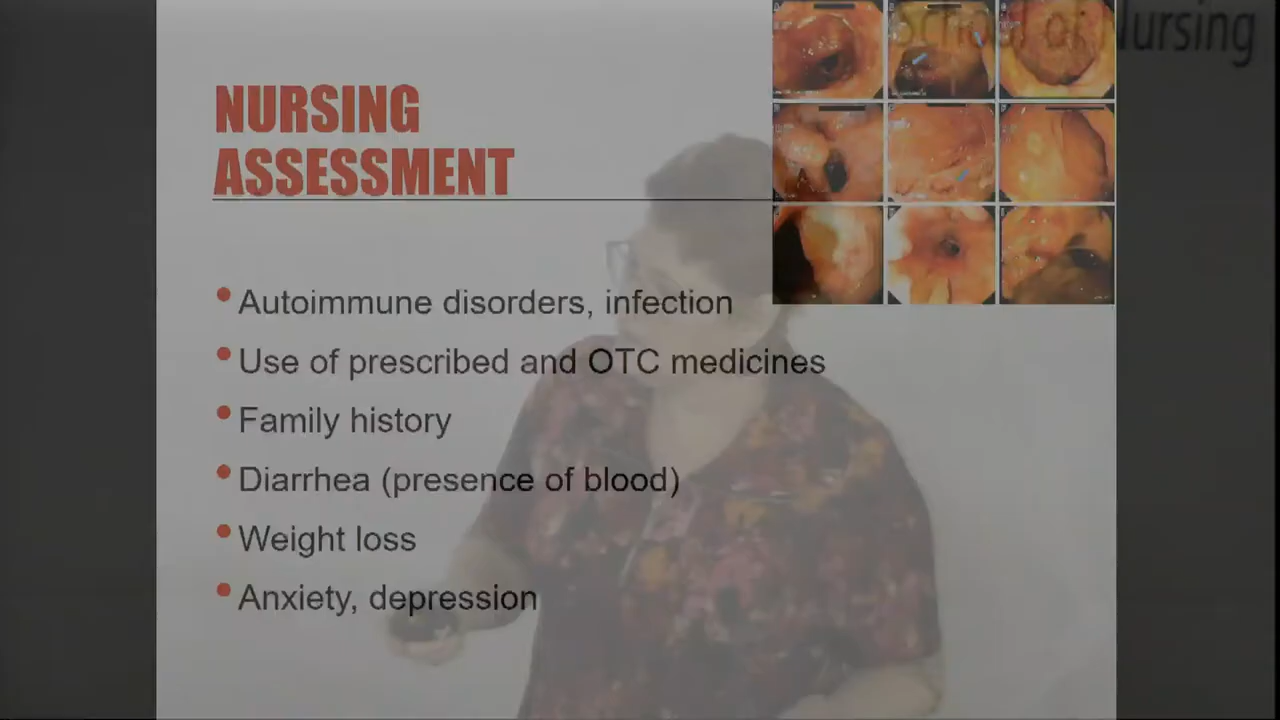 School of Nursing
NURSING
ASSESSMENT
• Autoimmune disorders, infection
• Use of prescribed and OTC medicines
• Family history
• Diarrhea (presence of blood)
• Weight loss
• Anxiety, depression